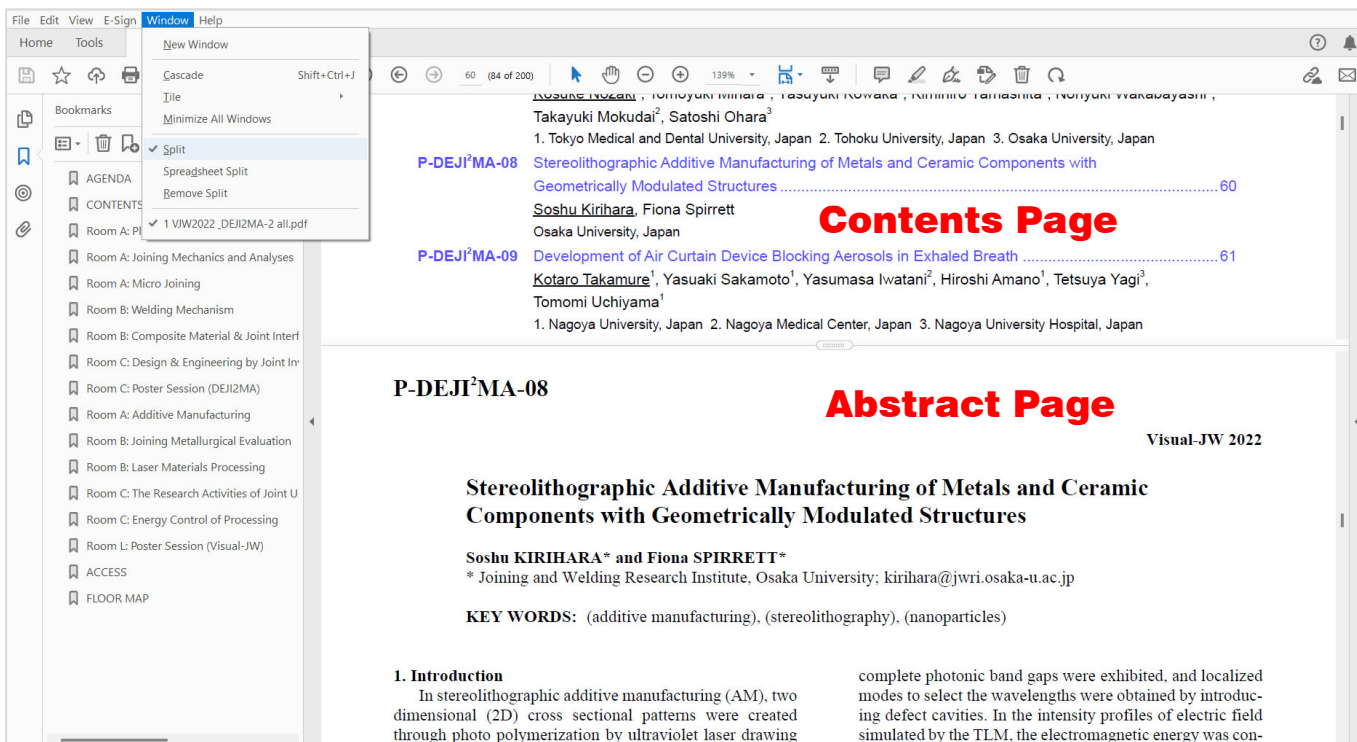 File Edit View E-Sign Window Help
Home Tools
New Window
Cascade Shift+Ctrl+J
Tile
Minimize All Windows
Split
Spreadsheet Split
Remove Split
1 VJW2022_DEJI2MA-2 all.pdf
60 (84 of 200)
139%
Bookmarks
AGENDA
CONTENTS
Room A:
Room A: Joining Mechanics and Analyses
Room A: Micro Joining
Room B: Welding Mechanism
Room B: Composite Material & Joint Interf
Room C: Design & Engineering by Joint In
Room C: Poster Session (DEJI2MA)
Room A: Additive Manufacturing
Room B: Joining Metallurgical Evaluation
Room B: Laser Materials Processing
Room C: The Research Activities of Joint U
Room C: Energy Control of Processing
Room L: Poster Session (Visual-JW)
ACCESS
FLOOR MAP
Kosuke Nozaki, Tomoyuki Mihara, Yasuyuki Kowaka, Kimihiro Yamashita, Noriyuki Wakabayashi,
Takayuki Mokudai², Satoshi Ohara³
1. Tokyo Medical and Dental University, Japan 2. Tohoku University, Japan 3. Osaka University, Japan
P-DEJI²MA-08 Stereolithographic Additive Manufacturing of Metals and Ceramic Components with
Geometrically Modulated Structures ........ 60
Soshu Kirihara, Fiona Spirrett
Osaka University, Japan
Contents Page
P-DEJI²MA-09 Development of Air Curtain Device Blocking Aerosols in Exhaled Breath ........ 61
Kotaro Takamure¹, Yasuaki Sakamoto¹, Yasumasa Iwatani², Hiroshi Amano¹, Tetsuya Yagi³,
Tomomi Uchiyama¹
1. Nagoya University, Japan 2. Nagoya Medical Center, Japan 3. Nagoya University Hospital, Japan
P-DEJI²MA-08
Abstract Page
Visual-JW 2022
Stereolithographic Additive Manufacturing of Metals and Ceramic
Components with Geometrically Modulated Structures
Soshu KIRIHARA* and Fiona SPIRRETT*
* Joining and Welding Research Institute, Osaka University; kirihara@jwri.osaka-u.ac.jp
KEY WORDS: (additive manufacturing), (stereolithography), (nanoparticles)
1. Introduction
In stereolithographic additive manufacturing (AM), two
dimensional (2D) cross sectional patterns were created
through photo polymerization by ultraviolet laser drawing
complete photonic band gaps were exhibited, and localized
modes to select the wavelengths were obtained by introduc-
ing defect cavities. In the intensity profiles of electric field
simulated by the TLM, the electromagnetic energy was con-